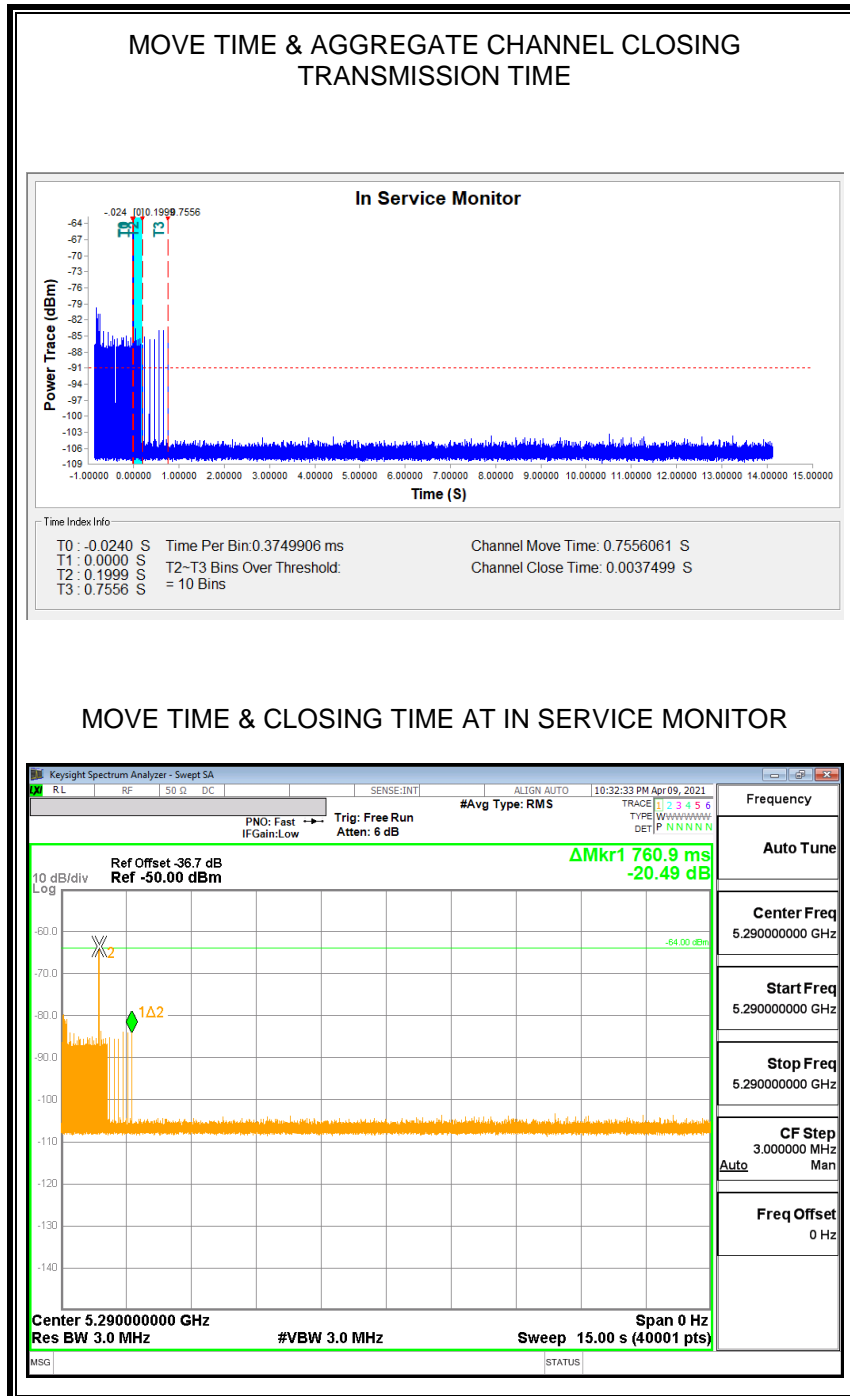 MOVE TIME & AGGREGATE CHANNEL CLOSING
TRANSMISSION TIME
In Service Monitor
-.024 [0]0.1999 0.7556
T3
Power Trace (dBm)
-64
-67
-70
-73
-76
-79
-82
-85
-88
-91
-94
-97
-100
-103
-106
-109
-1.00000 0.00000 1.00000 2.00000 3.00000 4.00000 5.00000 6.00000 7.00000 8.00000 9.00000 10.00000 11.00000 12.00000 13.00000 14.00000 15.00000
Time (S)
Time Index Info
T0 : -0.0240 S
T1 : 0.0000 S
T2 : 0.1999 S
T3 : 0.7556 S
Time Per Bin:0.3749906 ms
T2~T3 Bins Over Threshold:
= 10 Bins
Channel Move Time: 0.7556061 S
Channel Close Time: 0.0037499 S
MOVE TIME & CLOSING TIME AT IN SERVICE MONITOR
Keysight Spectrum Analyzer - Swept SA
LXI RL RF 50 Ω DC SENSE:INT ALIGN AUTO 10:32:33 PM Apr 09, 2021
#Avg Type: RMS
PNO: Fast
IFGain:Low
Trig: Free Run
Atten: 6 dB
TRACE 1 2 3 4 5 6
TYPE WWWWWW
DET P N N N N N
ΔMkr1 760.9 ms
-20.49 dB
Ref Offset -36.7 dB
10 dB/div Ref -50.00 dBm
Log
-60.0
-70.0
-80.0
-90.0
-100
-110
-120
-130
-140
2
1Δ2
-64.00 dBm
Center 5.290000000 GHz Span 0 Hz
Res BW 3.0 MHz #VBW 3.0 MHz Sweep 15.00 s (40001 pts)
MSG STATUS
Frequency
Auto Tune
Center Freq
5.290000000 GHz
Start Freq
5.290000000 GHz
Stop Freq
5.290000000 GHz
CF Step
3.000000 MHz
Auto Man
Freq Offset
0 Hz